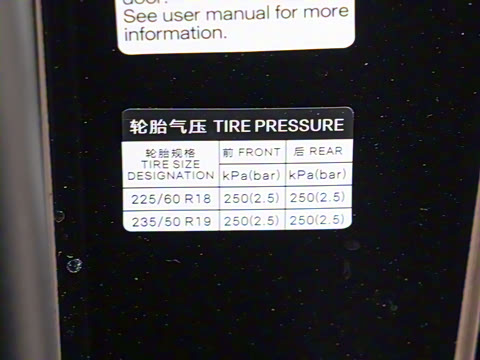 door.
See user manual for more
information.
轮胎气压 TIRE PRESSURE
轮胎规格 TIRE SIZE DESIGNATION 前 FRONT kPa(bar) 后 REAR kPa(bar)
225/60 R18 250(2.5) 250(2.5)
235/50 R19 250(2.5) 250(2.5)